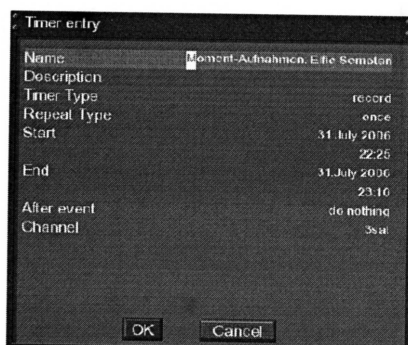 Timer entry
Name Moment-Aufnahmen. Elfie Semotan
Description
Timer Type record
Repeat Type once
Start 31.July 2006
22:25
End 31.July 2006
23:10
After event do nothing
Channel 3sat
OK Cancel